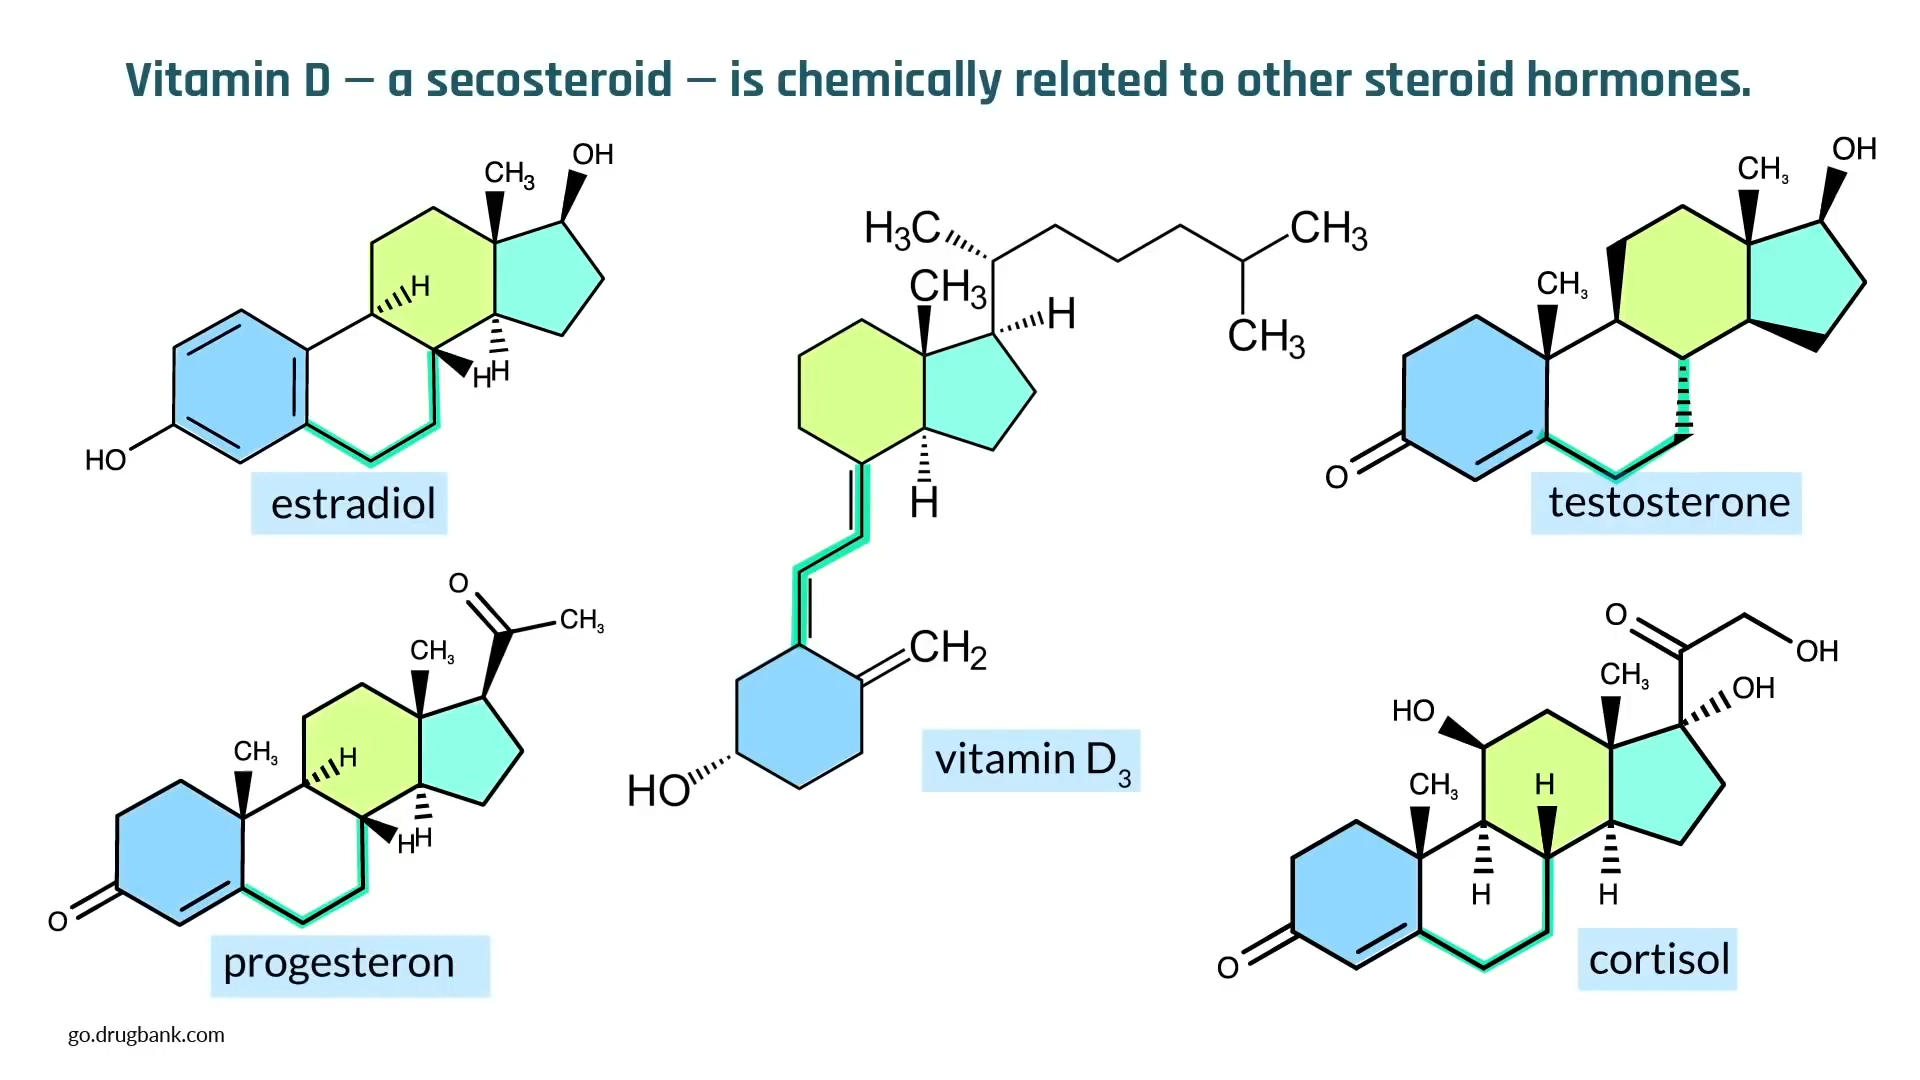 Vitamin D – a secosteroid – is chemically related to other steroid hormones.
OH
CH₃
H
H
H
HO
estradiol
H₃C
CH₃
CH₃
CH₃
H
H
CH₂
HO
vitamin D₃
OH
CH₃
CH₃
O
testosterone
O
CH₃
CH₃
CH₃
H
H
H
O
progesteron
O
OH
CH₃
OH
HO
CH₃
H
H
H
O
cortisol
go.drugbank.com